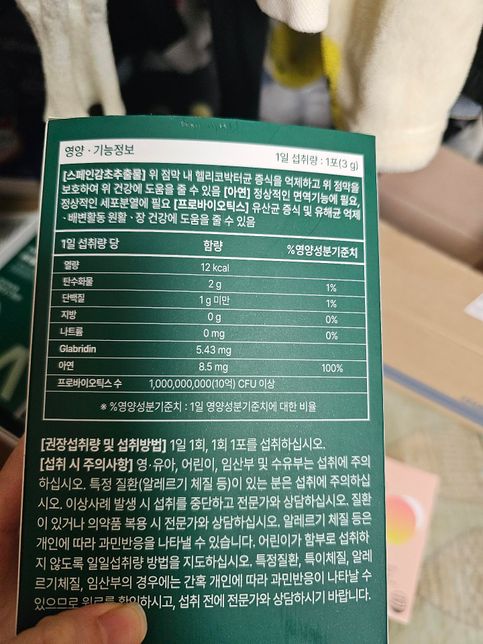 영양 · 기능정보
1일 섭취량 : 1포(3 g)
[스페인감초추출물] 위 점막 내 헬리코박터균 증식을 억제하고 위 점막을
보호하여 위 건강에 도움을 줄 수 있음 [아연] 정상적인 면역기능에 필요,
정상적인 세포분열에 필요 [프로바이오틱스] 유산균 증식 및 유해균 억제
· 배변활동 원활 · 장 건강에 도움을 줄 수 있음
1일 섭취량 당 함량 %영양성분기준치
열량 12 kcal
탄수화물 2 g 1%
단백질 1 g 미만 1%
지방 0 g 0%
나트륨 0 mg 0%
Glabridin 5.43 mg
아연 8.5 mg 100%
프로바이오틱스 수 1,000,000,000(10억) CFU 이상
※ %영양성분기준치 : 1일 영양성분기준치에 대한 비율
[권장섭취량 및 섭취방법] 1일 1회, 1회 1포를 섭취하십시오.
[섭취 시 주의사항] 영·유아, 어린이, 임산부 및 수유부는 섭취에 주의
하십시오. 특정 질환(알레르기 체질 등)이 있는 분은 섭취에 주의하십
시오. 이상사례 발생 시 섭취를 중단하고 전문가와 상담하십시오. 질환
이 있거나 의약품 복용 시 전문가와 상담하십시오. 알레르기 체질 등은
개인에 따라 과민반응을 나타낼 수 있습니다. 어린이가 함부로 섭취하
지 않도록 일일섭취량 방법을 지도하십시오. 특정질환, 특이체질, 알레
르기체질, 임산부의 경우에는 간혹 개인에 따라 과민반응이 나타날 수
있으므로 원료를 확인하시고, 섭취 전에 전문가와 상담하시기 바랍니다.